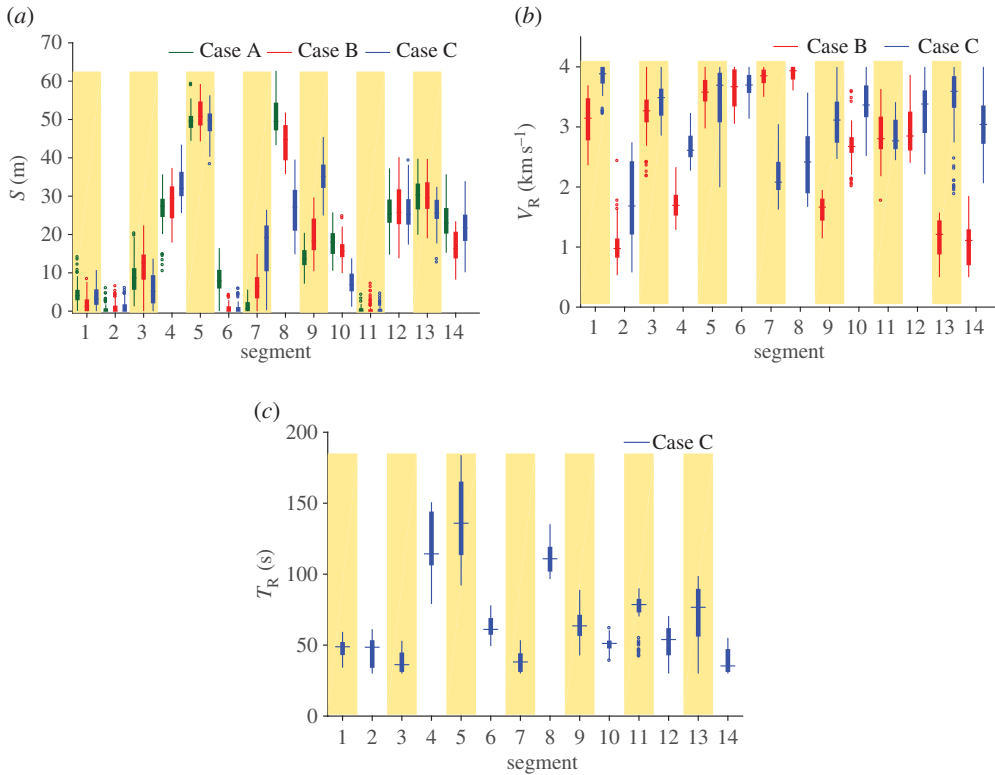 (a)
Case A Case B Case C
70
60
50
40
30
20
10
0
S (m)
1 2 3 4 5 6 7 8 9 10 11 12 13 14
segment
(b)
Case B Case C
4
3
2
1
0
V_R (km s⁻¹)
1 2 3 4 5 6 7 8 9 10 11 12 13 14
segment
(c)
Case C
200
150
100
50
0
T_R (s)
1 2 3 4 5 6 7 8 9 10 11 12 13 14
segment